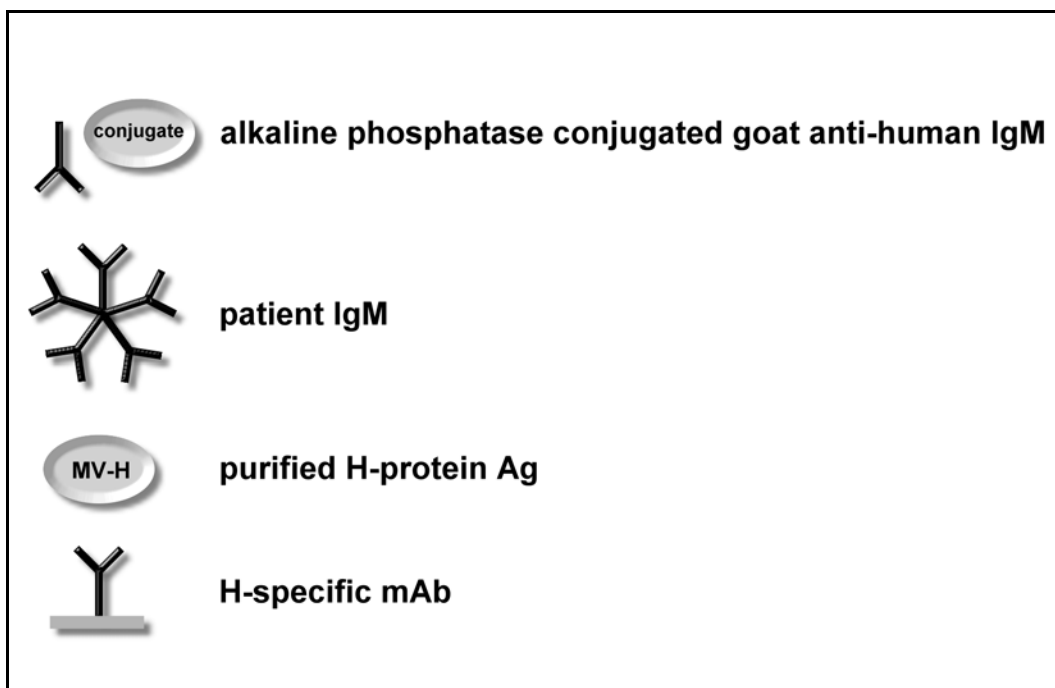 conjugate
alkaline phosphatase conjugated goat anti-human IgM
patient IgM
MV-H
purified H-protein Ag
H-specific mAb